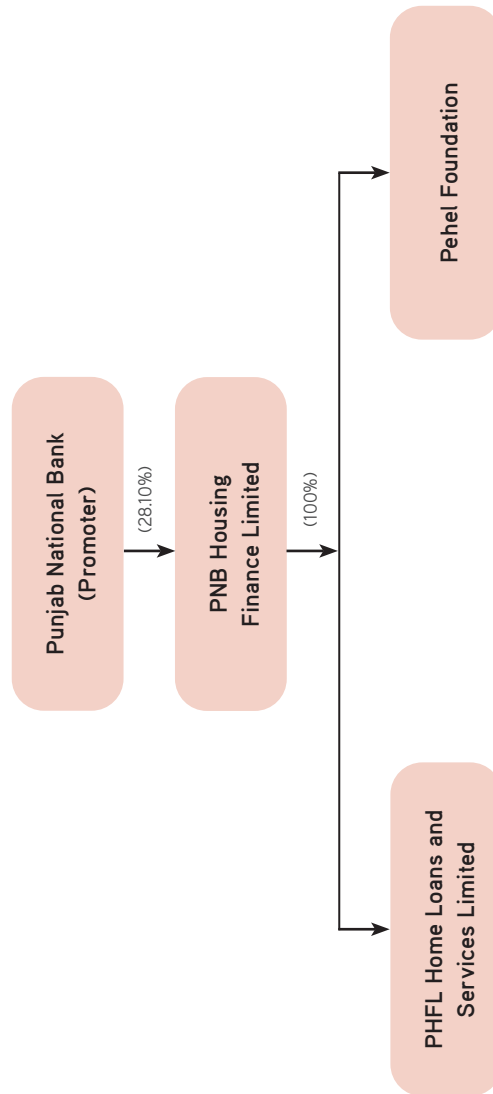 Punjab National Bank
(Promoter)
(28.10%)
PNB Housing
Finance Limited
(100%)
PHFL Home Loans and
Services Limited
Pehel Foundation